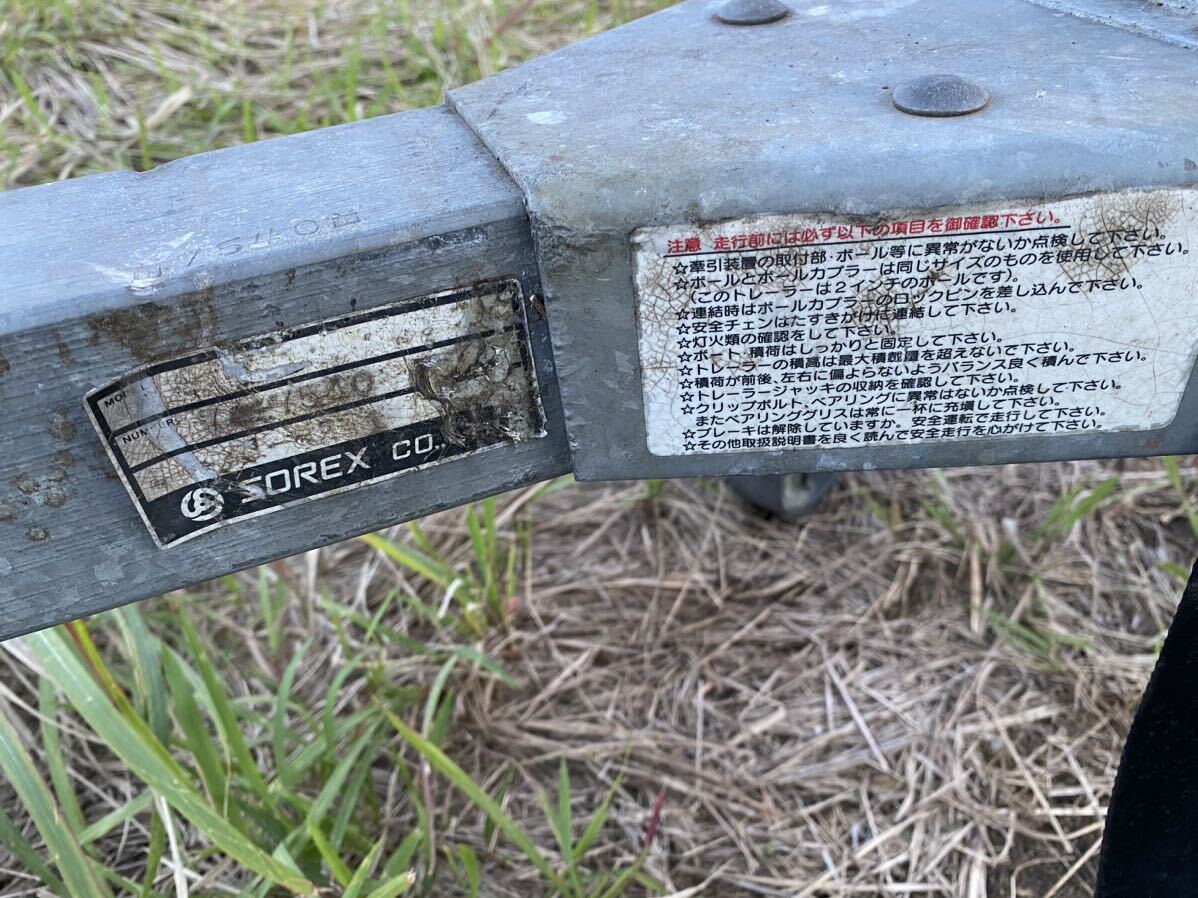 MO
NUMBER
SOREX CO.
注意 走行前には必ず以下の項目を御確認下さい。
☆牽引装置の取付部・ボール等に異常がないか点検して下さい。
☆ボールとボールカプラーは同じサイズのものを使用して下さい。
(このトレーラーは2インチのボールです)。
☆連結時はボールカプラーのロックピンを差し込んで下さい。
☆安全チェンはたすきがけに連結して下さい。
☆灯火類の確認をして下さい。
☆ボート・積荷はしっかりと固定して下さい。
☆トレーラーの積高は最大積載量を超えないで下さい。
☆積荷が前後、左右に偏よらないようバランス良く積んで下さい。
☆トレーラージャッキの収納を確認して下さい。
☆クリップボルト、ベアリングに異常はないか点検して下さい。
またベアリンググリスは常に一杯に充填して下さい。
☆ブレーキは解除していますか。安全運転で走行して下さい。
☆その他取扱説明書を良く読んで安全走行を心がけて下さい。